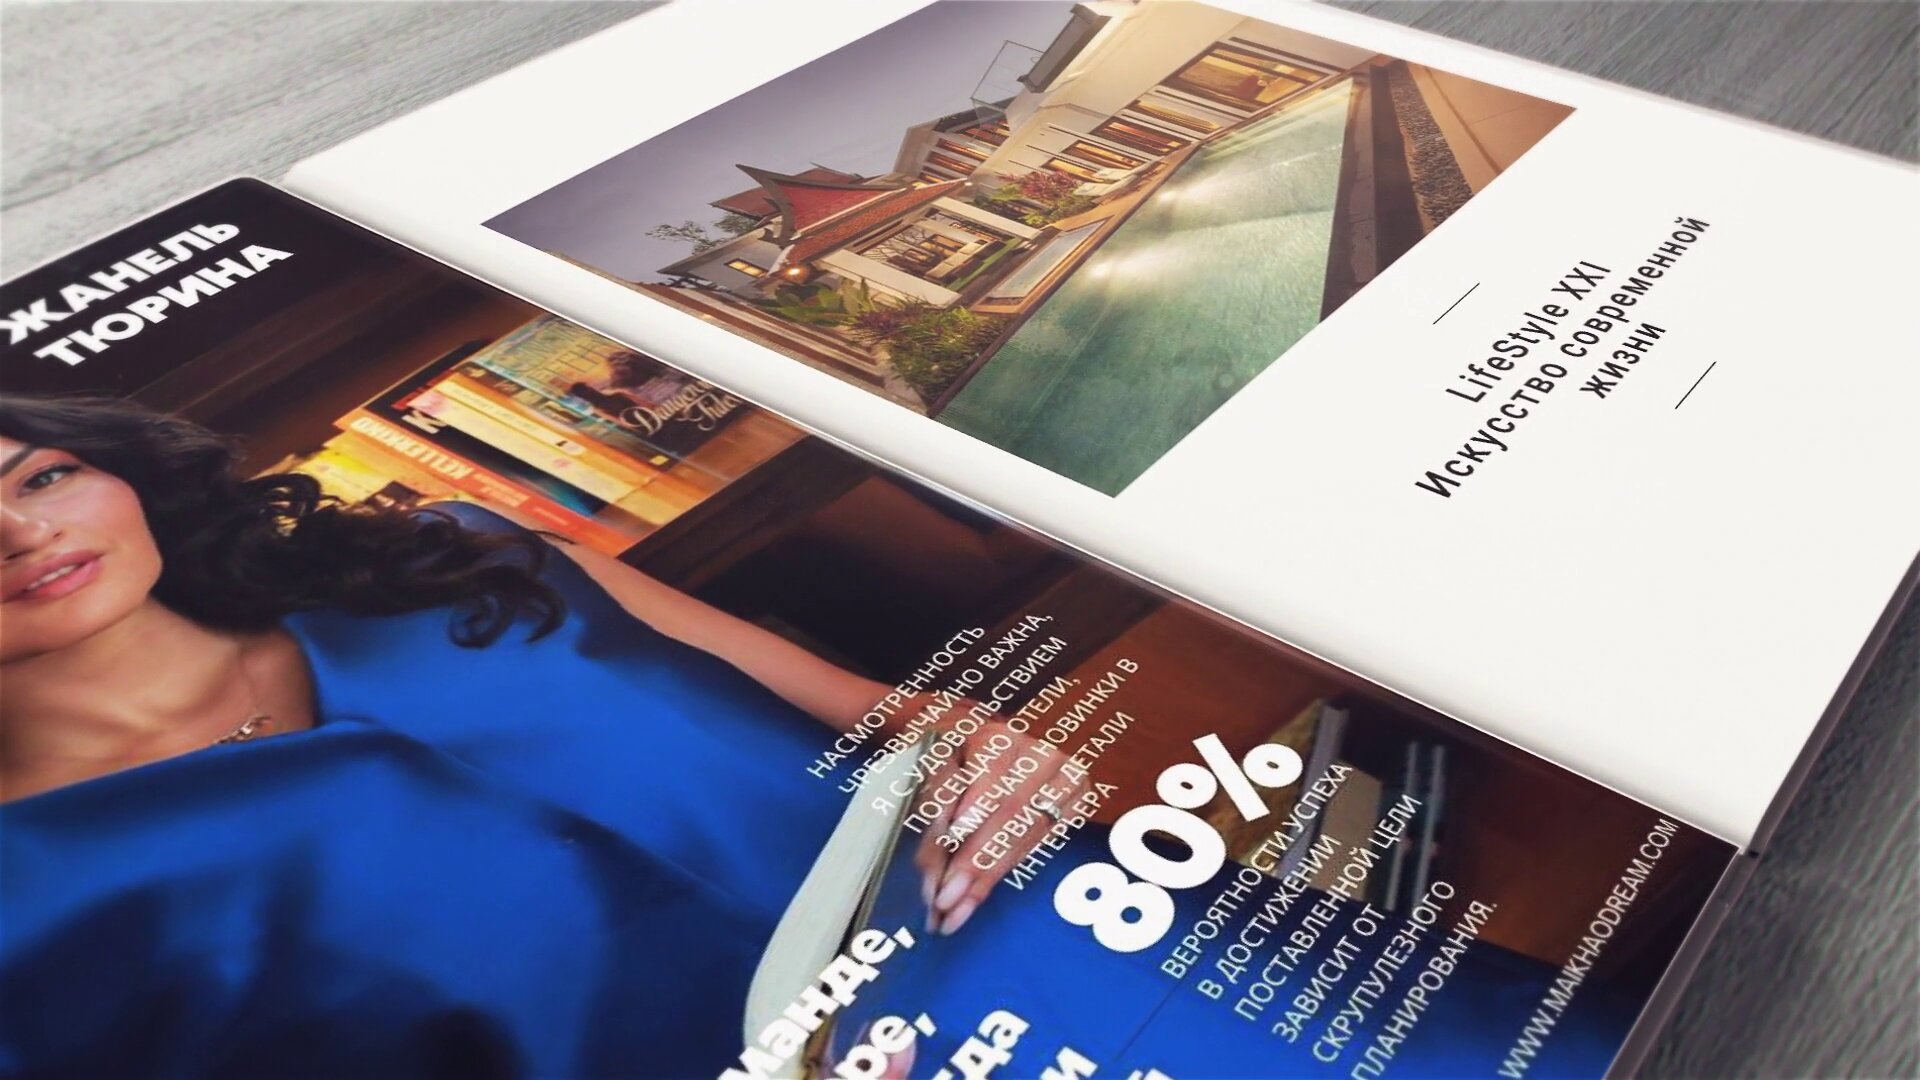 ЖАНЕЛЬ
ТЮРИНА
KELLERMAN
НАСМОТРЕННОСТЬ
ЧРЕЗВЫЧАЙНО ВАЖНА,
Я С УДОВОЛЬСТВИЕМ
ПОСЕЩАЮ ОТЕЛИ,
ЗАМЕЧАЮ НОВИНКИ В
СЕРВИСЕ, ДЕТАЛИ
ИНТЕРЬЕРА
80%
ВЕРОЯТНОСТИ УСПЕХА
В ДОСТИЖЕНИИ
ПОСТАВЛЕННОЙ ЦЕЛИ
ЗАВИСИТ ОТ
СКРУПУЛЕЗНОГО
ПЛАНИРОВАНИЯ.
WWW.MAIKHAODREAM.COM
LifeStyle XXI
Искусство современной
жизни